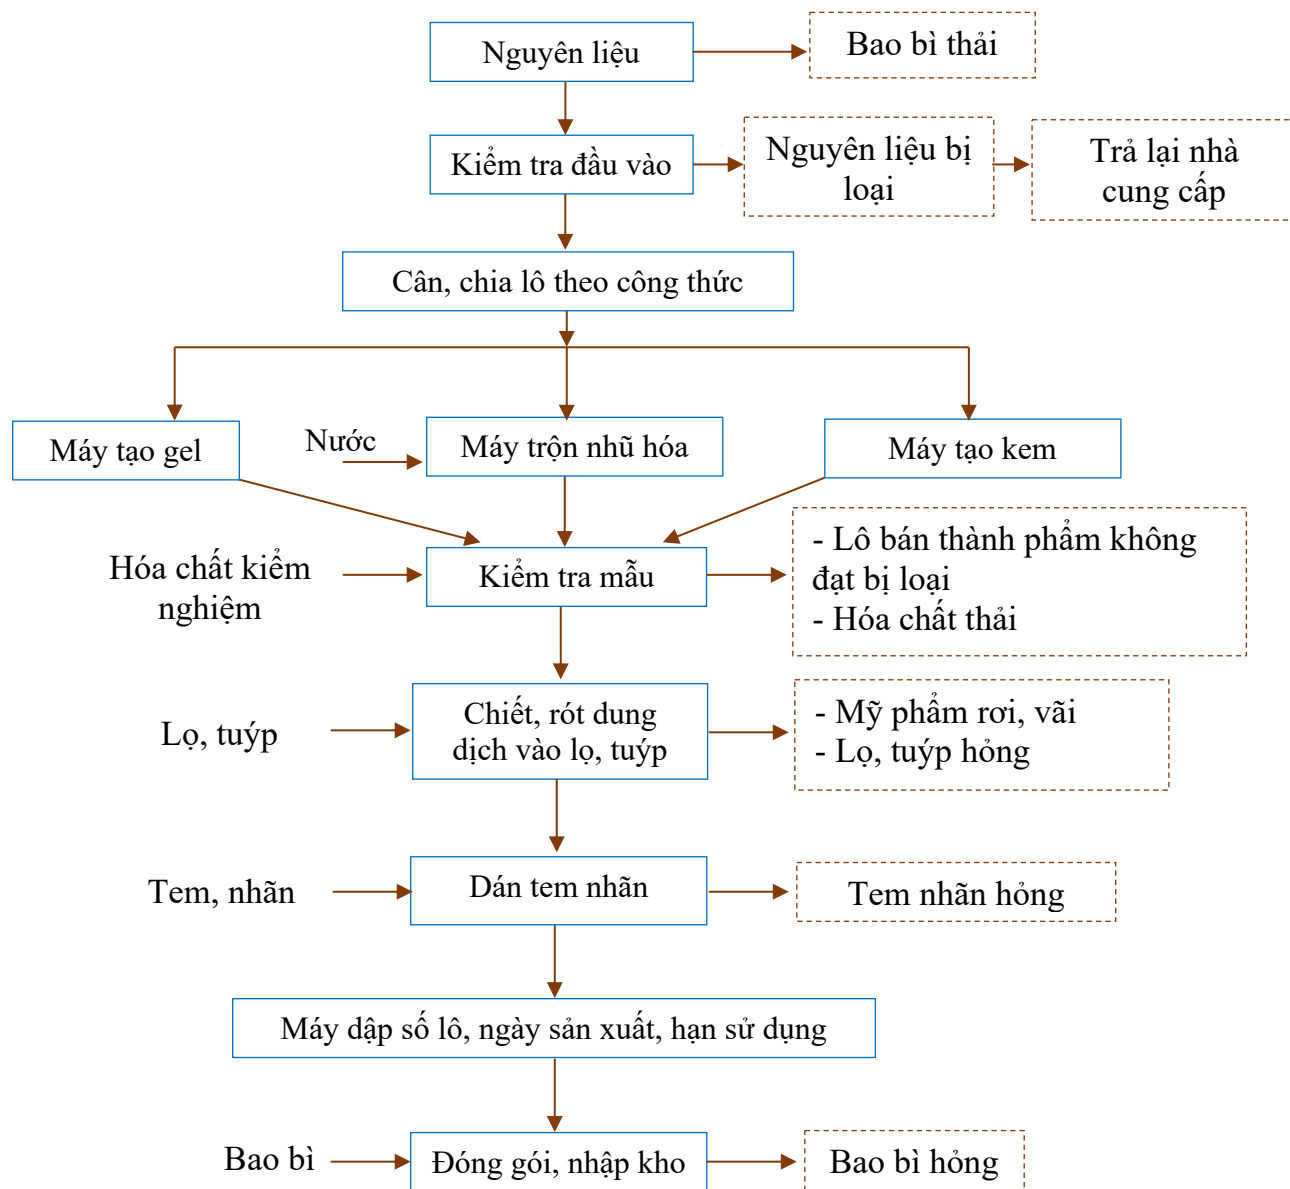 Nguyên liệu
Bao bì thải
Kiểm tra đầu vào
Nguyên liệu bị
loại
Trả lại nhà
cung cấp
Cân, chia lô theo công thức
Máy tạo gel
Nước
Máy trộn nhũ hóa
Máy tạo kem
Hóa chất kiểm
nghiệm
Kiểm tra mẫu
- Lô bán thành phẩm không
đạt bị loại
- Hóa chất thải
Lọ, tuýp
Chiết, rót dung
dịch vào lọ, tuýp
- Mỹ phẩm rơi, vãi
- Lọ, tuýp hỏng
Tem, nhãn
Dán tem nhãn
Tem nhãn hỏng
Máy dập số lô, ngày sản xuất, hạn sử dụng
Bao bì
Đóng gói, nhập kho
Bao bì hỏng